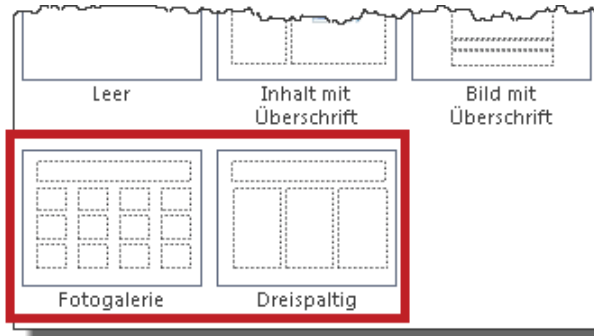 Leer
Inhalt mit
Überschrift
Bild mit
Überschrift
Fotogalerie
Dreispaltig